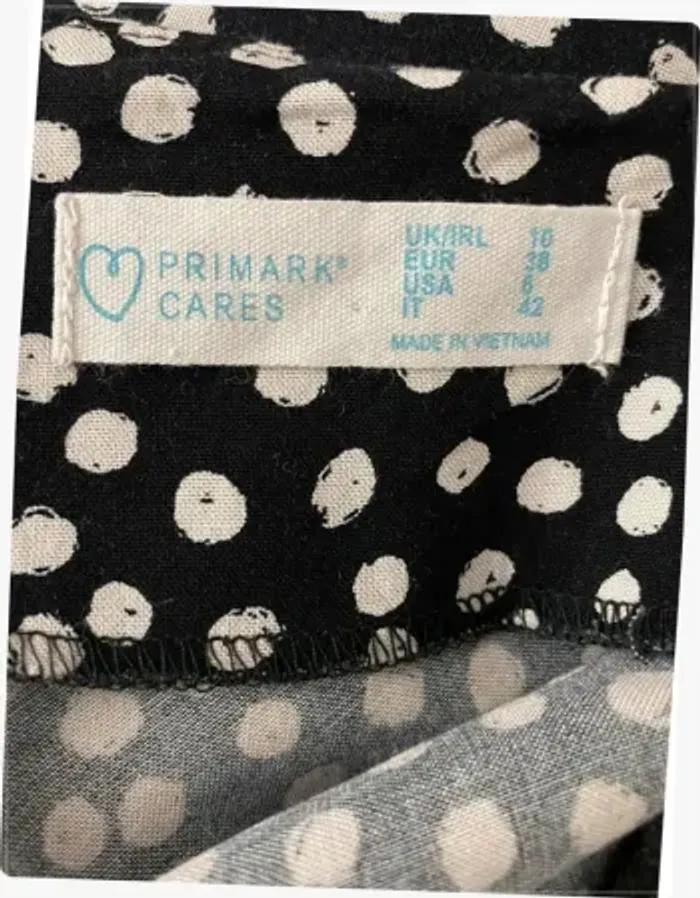 PRIMARK®
CARES
UK/IRL 10
EUR 38
USA 6
IT 42
MADE IN VIETNAM